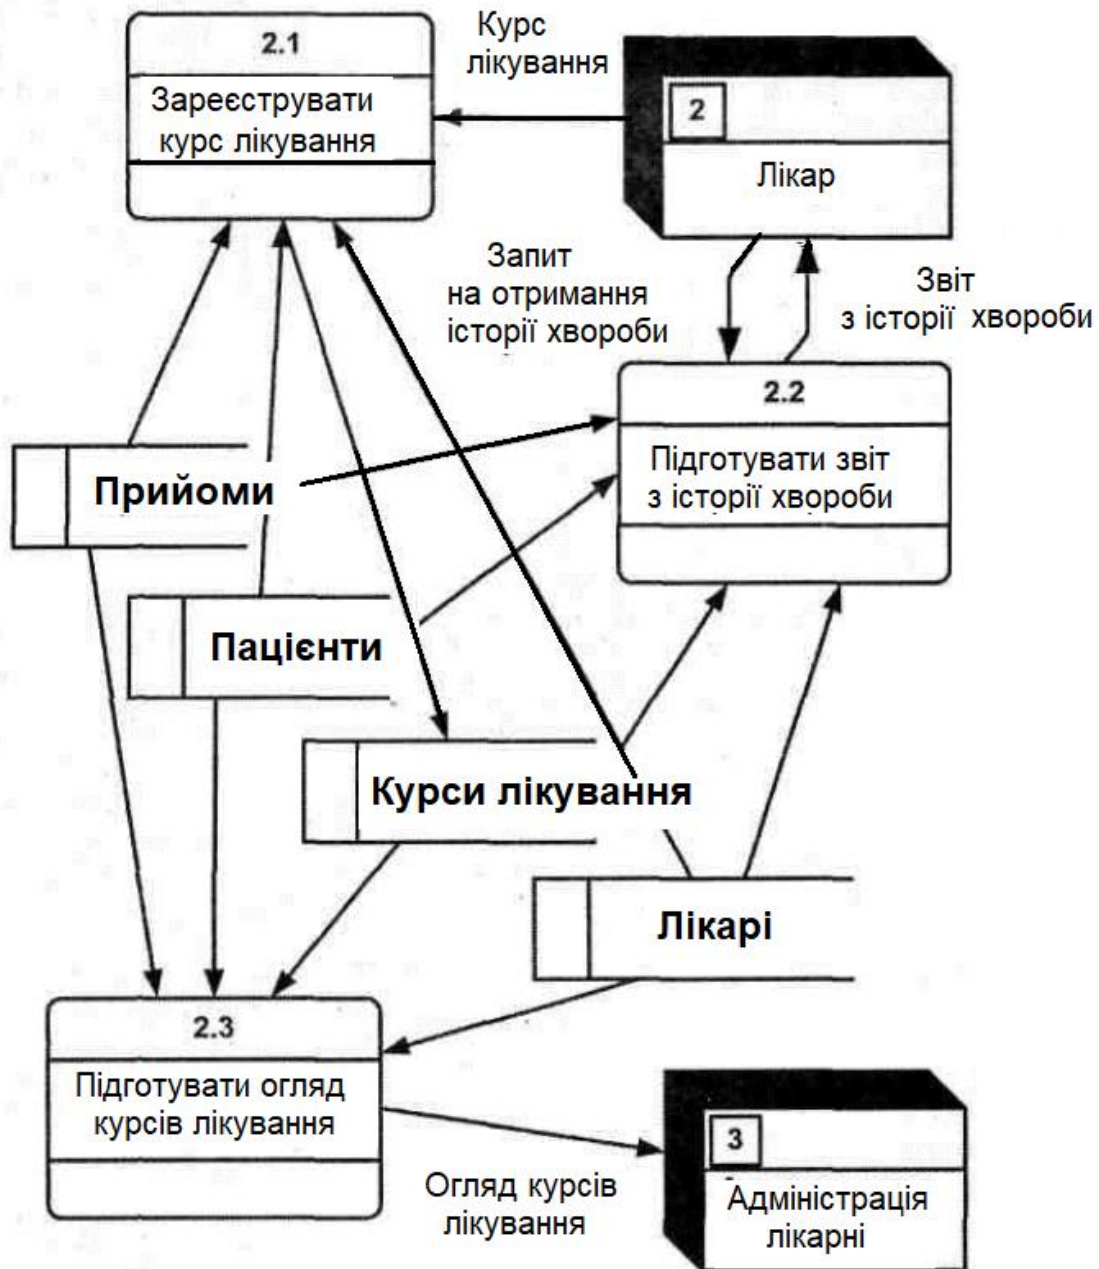 2.1
Зареєструвати
курс лікування
Курс
лікування
2
Лікар
Запит
на отримання
історії хвороби
Звіт
з історії хвороби
2.2
Підготувати звіт
з історії хвороби
Прийоми
Пацієнти
Курси лікування
Лікарі
2.3
Підготувати огляд
курсів лікування
Огляд курсів
лікування
3
Адміністрація
лікарні